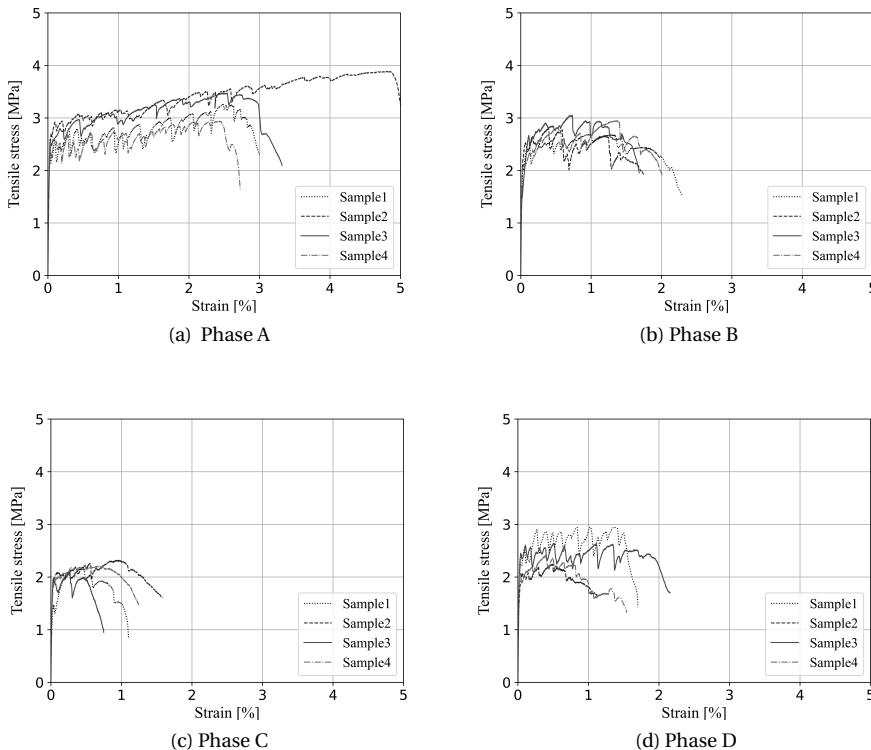 5
4
3
2
1
0
Tensile stress [MPa]
0 1 2 3 4 5
Strain [%]
Sample1
Sample2
Sample3
Sample4
(a) Phase A
5
4
3
2
1
0
Tensile stress [MPa]
0 1 2 3 4 5
Strain [%]
Sample1
Sample2
Sample3
Sample4
(b) Phase B
5
4
3
2
1
0
Tensile stress [MPa]
0 1 2 3 4 5
Strain [%]
Sample1
Sample2
Sample3
Sample4
(c) Phase C
5
4
3
2
1
0
Tensile stress [MPa]
0 1 2 3 4 5
Strain [%]
Sample1
Sample2
Sample3
Sample4
(d) Phase D